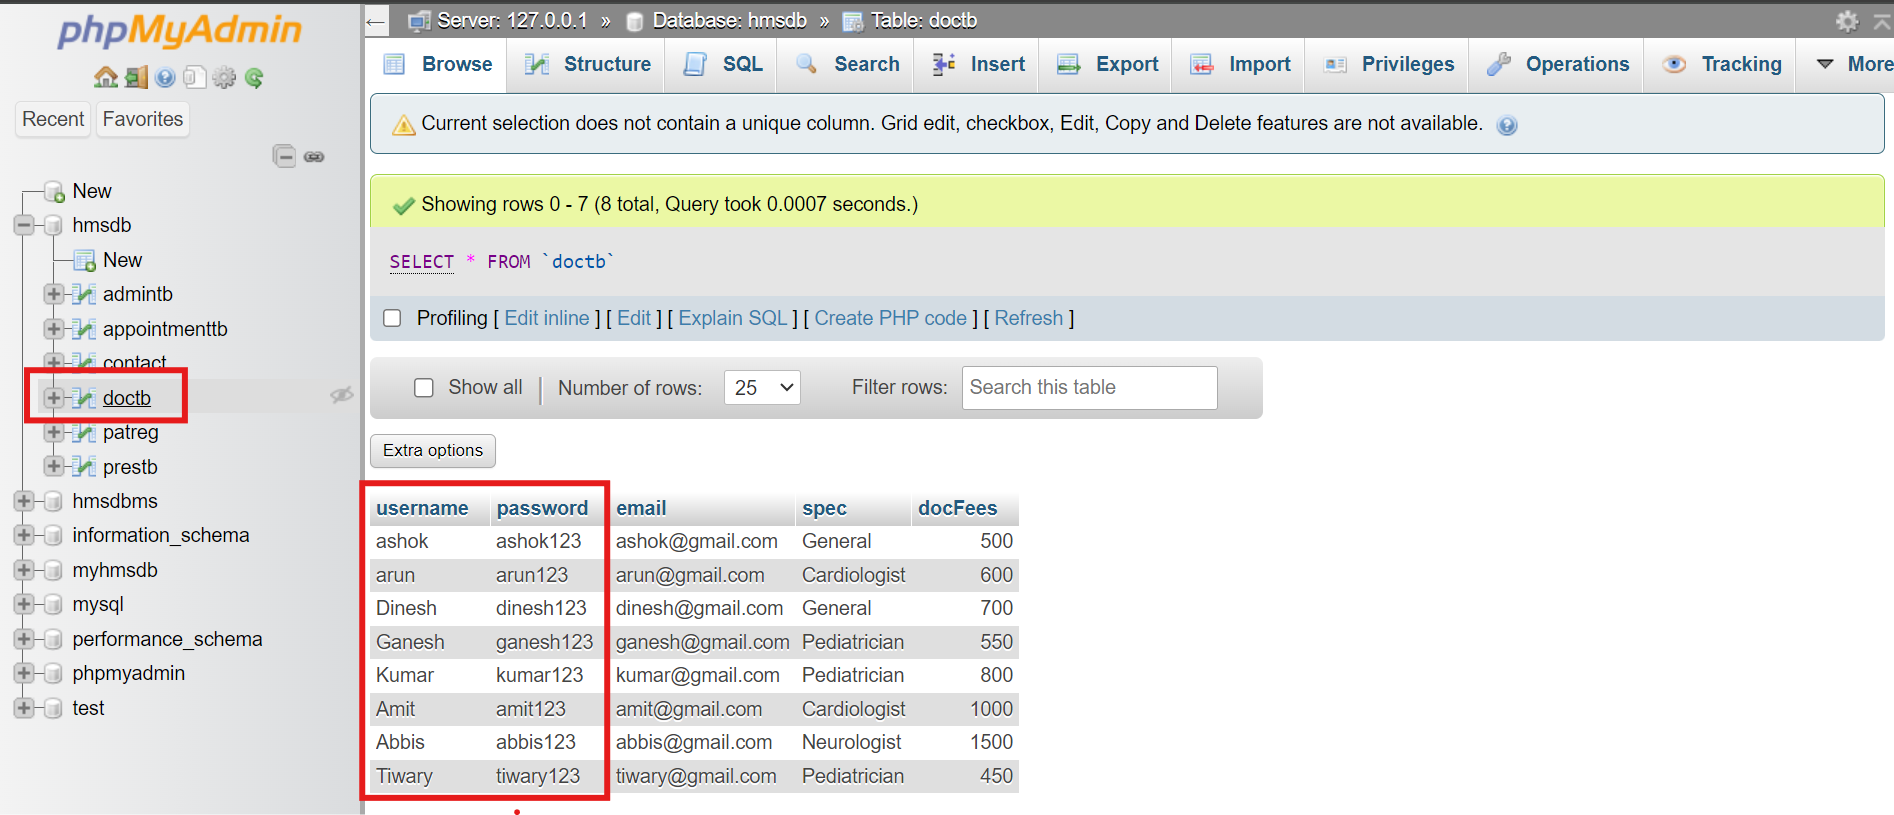 phpMyAdmin
Recent Favorites
New
hmsdb
New
admintb
appointmenttb
contact
doctb
patreg
prestb
hmsdbms
information_schema
myhmsdb
mysql
performance_schema
phpmyadmin
test
Server: 127.0.0.1 » Database: hmsdb » Table: doctb
Browse Structure SQL Search Insert Export Import Privileges Operations Tracking More
Current selection does not contain a unique column. Grid edit, checkbox, Edit, Copy and Delete features are not available.
Showing rows 0 - 7 (8 total, Query took 0.0007 seconds.)
SELECT * FROM `doctb`
Profiling [ Edit inline ] [ Edit ] [ Explain SQL ] [ Create PHP code ] [ Refresh ]
Show all | Number of rows: 25 Filter rows: Search this table
Extra options
username password email spec docFees
ashok ashok123 ashok@gmail.com General 500
arun arun123 arun@gmail.com Cardiologist 600
Dinesh dinesh123 dinesh@gmail.com General 700
Ganesh ganesh123 ganesh@gmail.com Pediatrician 550
Kumar kumar123 kumar@gmail.com Pediatrician 800
Amit amit123 amit@gmail.com Cardiologist 1000
Abbis abbis123 abbis@gmail.com Neurologist 1500
Tiwary tiwary123 tiwary@gmail.com Pediatrician 450